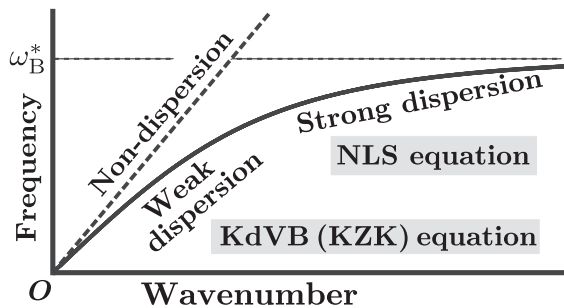 ω*B
Non-dispersion
Strong dispersion
Frequency
Weak
dispersion
NLS equation
KdVB (KZK) equation
O
Wavenumber